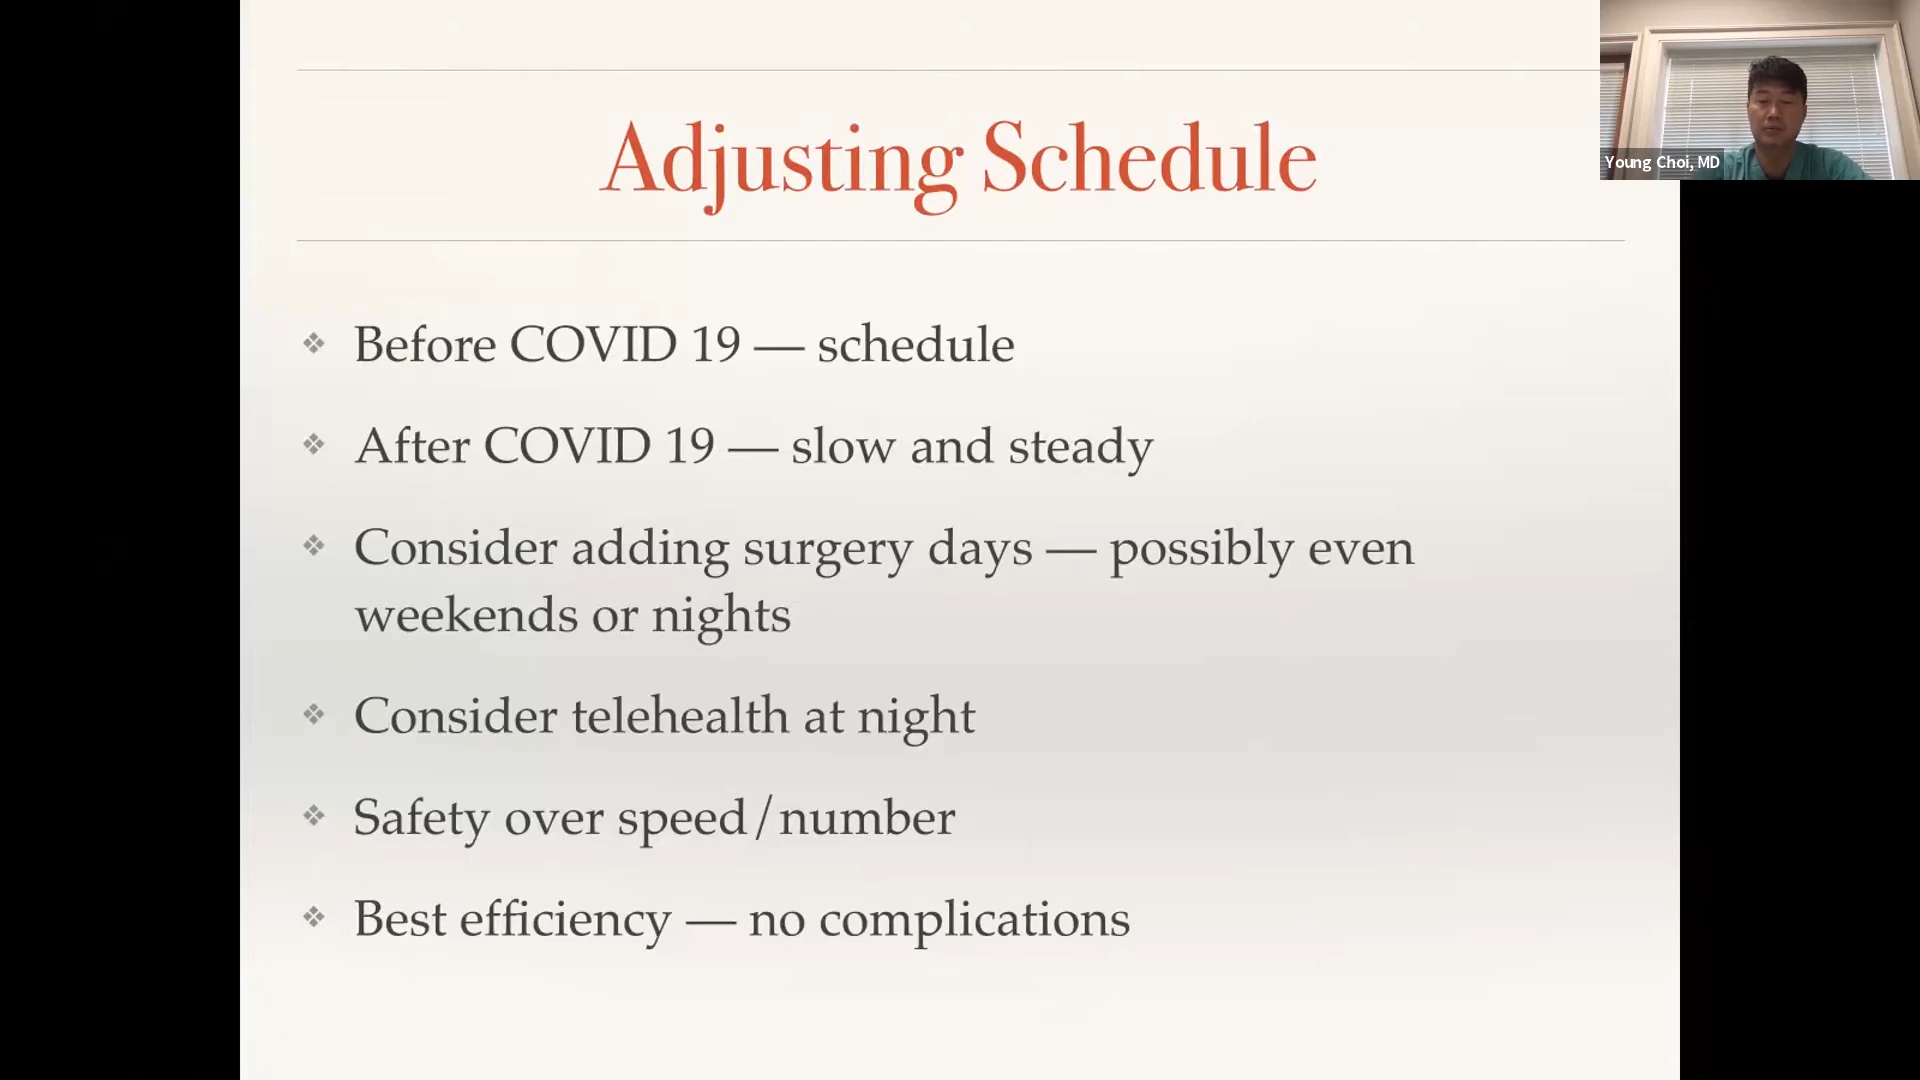 Adjusting Schedule
Young Choi, MD
❖ Before COVID 19 — schedule
❖ After COVID 19 — slow and steady
❖ Consider adding surgery days — possibly even
weekends or nights
❖ Consider telehealth at night
❖ Safety over speed/number
❖ Best efficiency — no complications